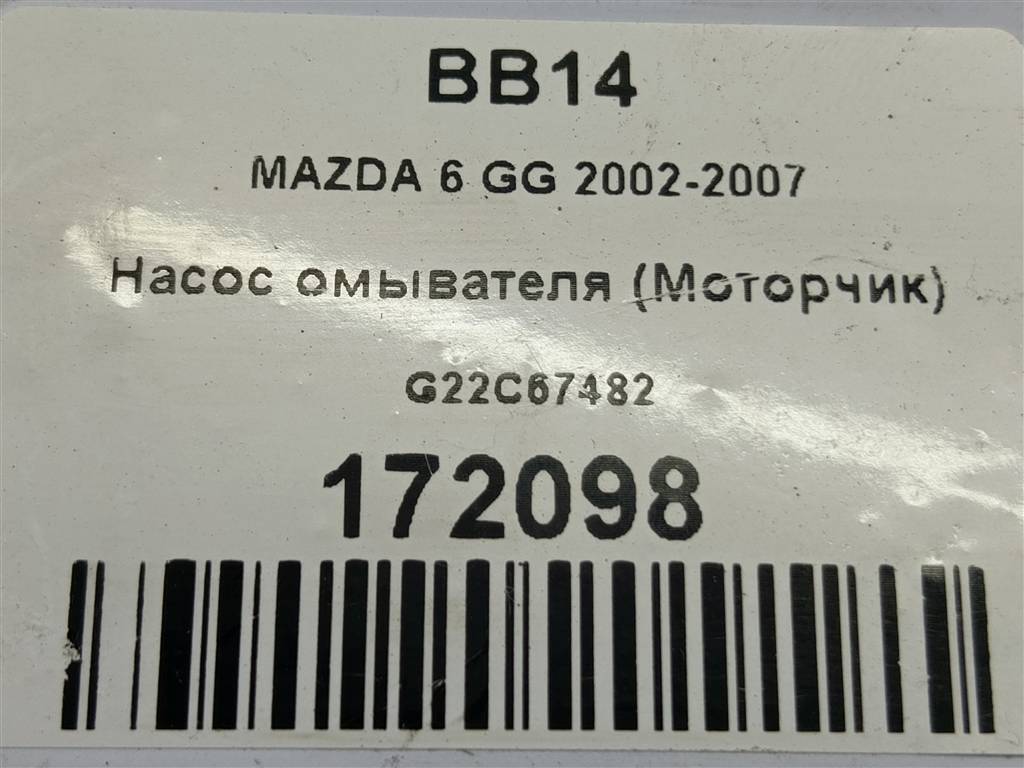 BB14
MAZDA 6 GG 2002-2007
Насос омывателя (Моторчик)
G22C67482
172098